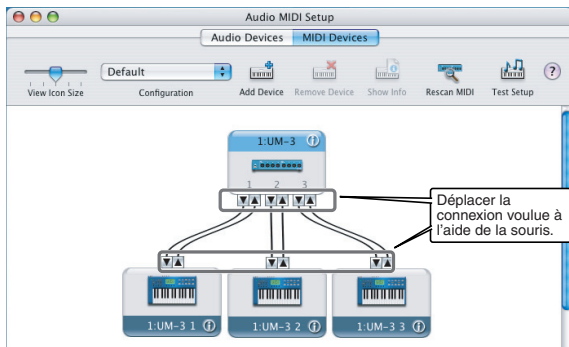 Audio MIDI Setup
Audio Devices MIDI Devices
Default
View Icon Size Configuration Add Device Remove Device Show Info Rescan MIDI Test Setup ?
1:UM-3
1 2 3
Déplacer la
connexion voulue à
l'aide de la souris.
1:UM-3 1 1:UM-3 2 1:UM-3 3